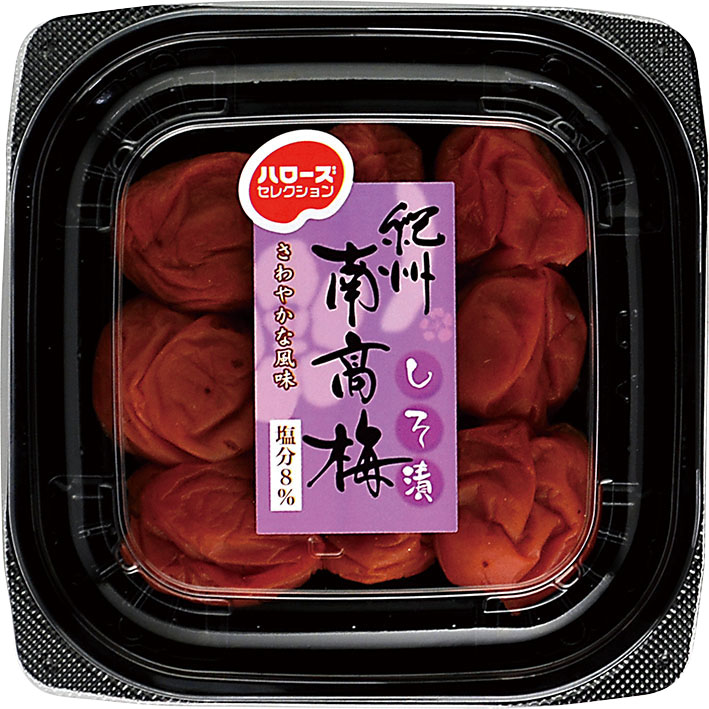 ハローズ
セレクション
紀州
南高梅
しそ漬
さわやかな風味
塩分8%